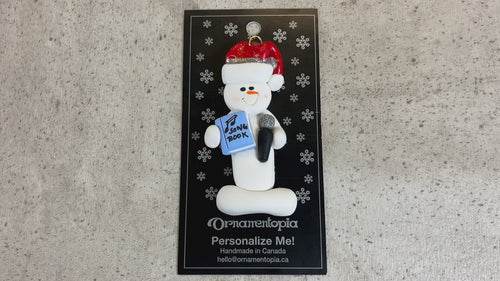 SONG
BOOK
Ornamentopia
Personalize Me!
Handmade in Canada
hello@ornamentopia.ca